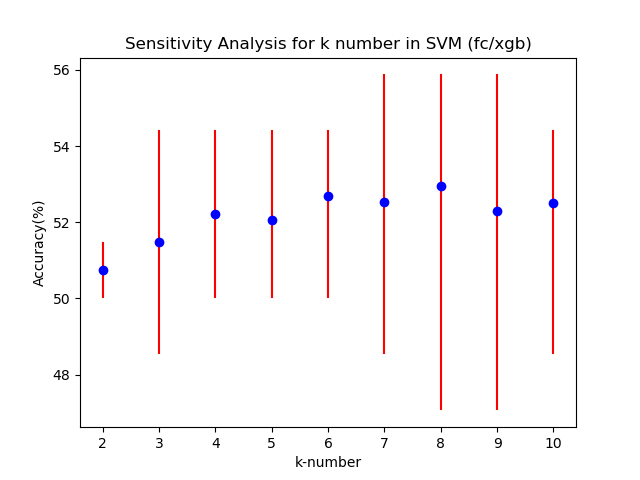 Sensitivity Analysis for k number in SVM (fc/xgb)
56
54
52
50
48
Accuracy(%)
2 3 4 5 6 7 8 9 10
k-number